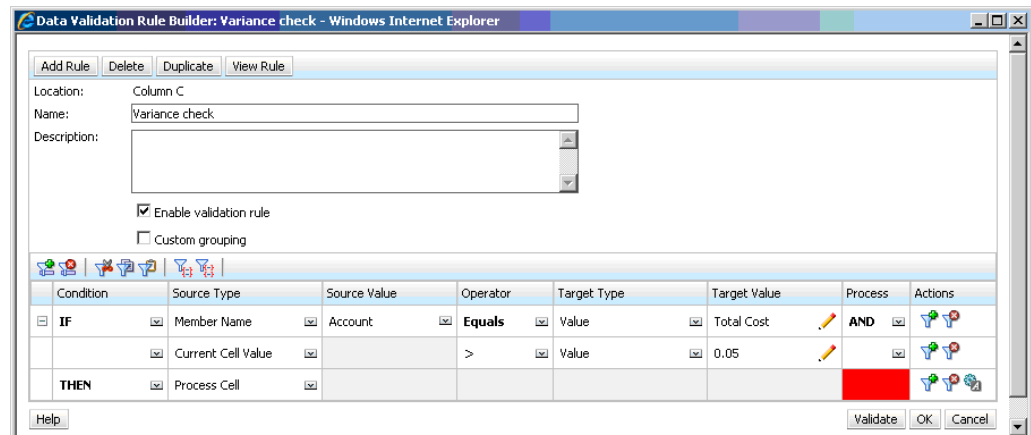 Data Validation Rule Builder: Variance check - Windows Internet Explorer
Add Rule Delete Duplicate View Rule
Location: Column C
Name: Variance check
Description:
Enable validation rule
Custom grouping
Condition Source Type Source Value Operator Target Type Target Value Process Actions
IF Member Name Account Equals Value Total Cost AND
Current Cell Value > Value 0.05
THEN Process Cell
Help Validate OK Cancel